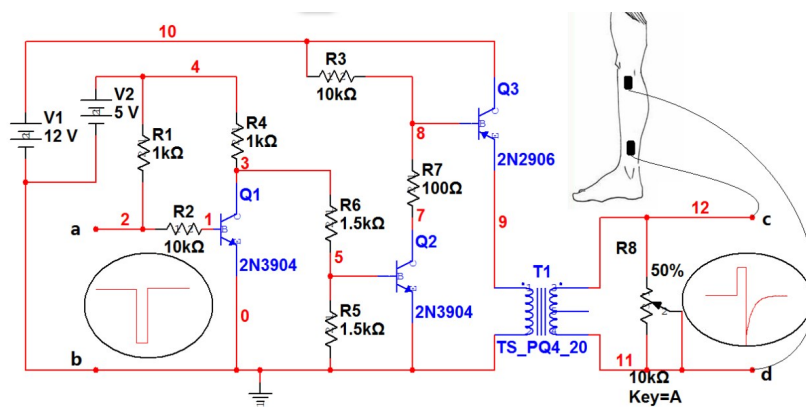 10
R3
10kΩ
4
V1
12 V
V2
5 V
R1
1kΩ
R4
1kΩ
3
Q3
B
8
2N2906
R7
100Ω
a
2
R2
10kΩ
1
Q1
B
2N3904
R6
1.5kΩ
7
Q2
9
12
c
5
B
2N3904
T1
R8
50%
0
R5
1.5kΩ
TS_PQ4_20
b
11
10kΩ
Key=A
d